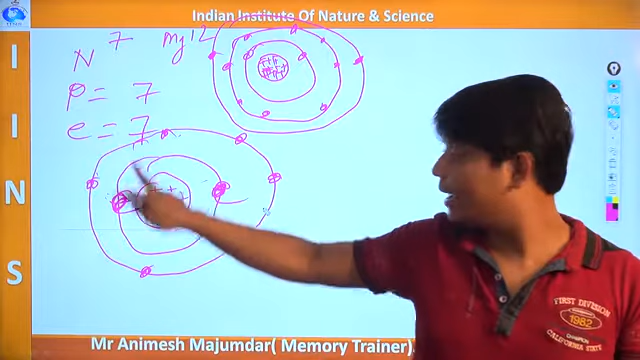 Indian Institute Of Nature & Science
I
I
N
S
N 7
Mg 12
P = 7
e = 7
FIRST DIVISION
1982
CHAMPION
CALIFORNIA STATE
Mr Animesh Majumdar( Memory Trainer)